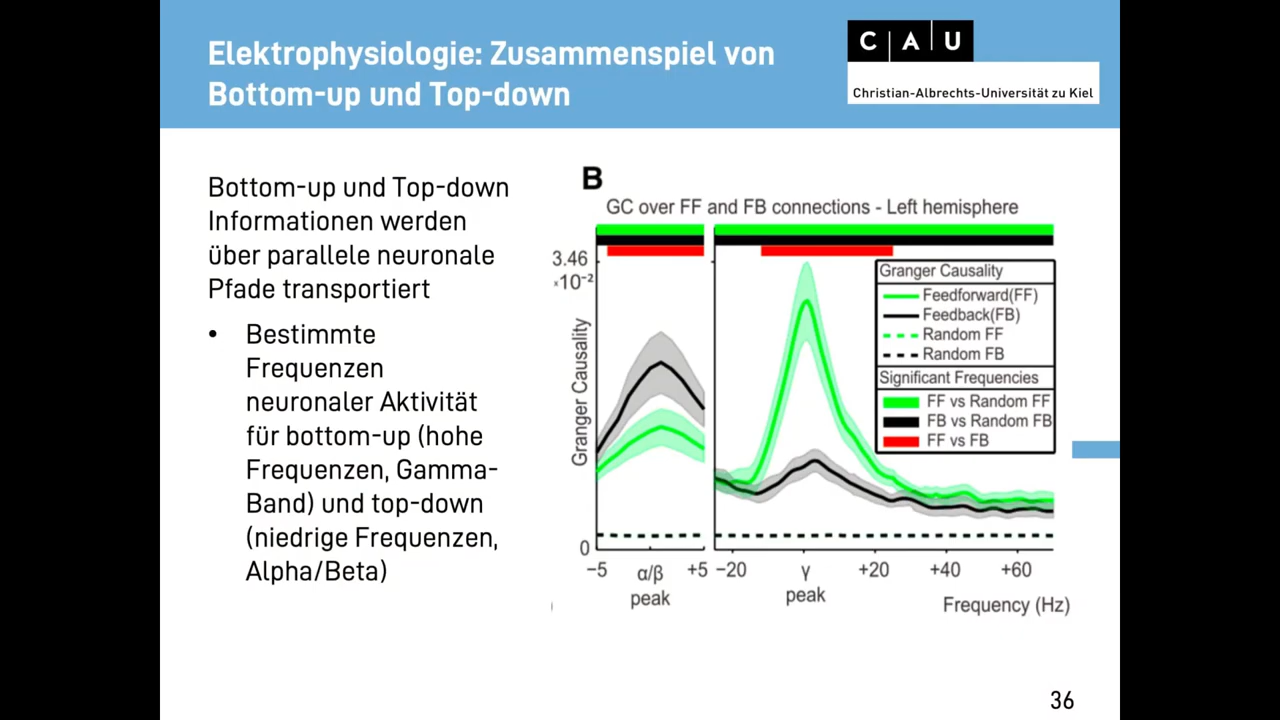 Elektrophysiologie: Zusammenspiel von
Bottom-up und Top-down
C A U
Christian-Albrechts-Universität zu Kiel
Bottom-up und Top-down
Informationen werden
über parallele neuronale
Pfade transportiert
• Bestimmte
Frequenzen
neuronaler Aktivität
für bottom-up (hohe
Frequenzen, Gamma-
Band) und top-down
(niedrige Frequenzen,
Alpha/Beta)
B
GC over FF and FB connections - Left hemisphere
3.46
×10⁻²
Granger Causality
0
Granger Causality
Feedforward(FF)
Feedback(FB)
Random FF
Random FB
Significant Frequencies
FF vs Random FF
FB vs Random FB
FF vs FB
−5 α/β +5 −20 γ +20 +40 +60
peak peak
Frequency (Hz)
36